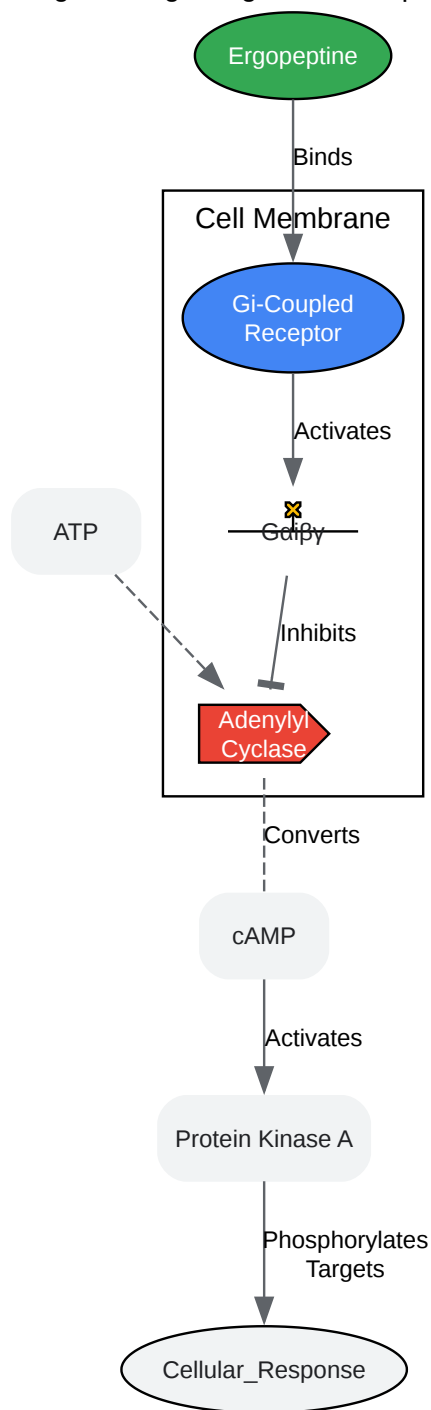 Ergopeptine
Binds
Cell Membrane
Gi-Coupled
Receptor
Activates
ATP
Gαiβγ
Inhibits
Adenylyl
Cyclase
Converts
cAMP
Activates
Protein Kinase A
Phosphorylates
Targets
Cellular_Response